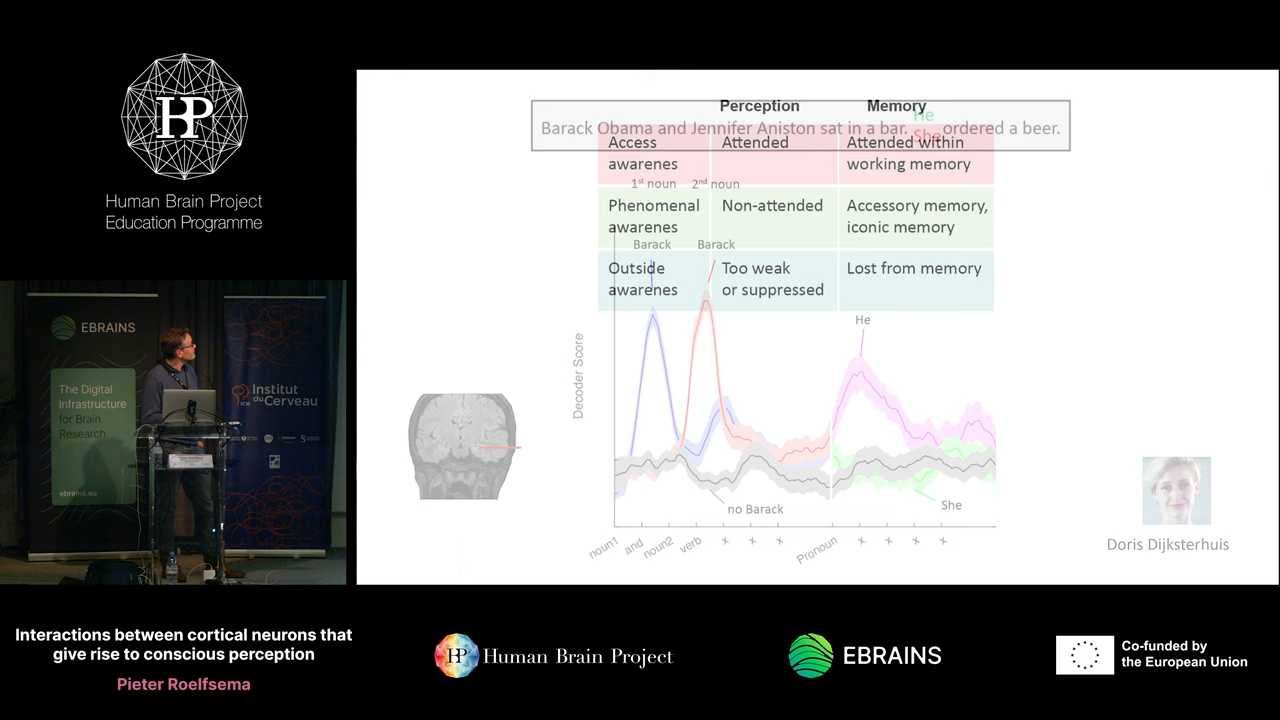 HP
Human Brain Project
Education Programme
EBRAINS
The Digital
Infrastructure
for Brain
Research
ebrains.eu
Institut
du Cerveau
Perception Memory
He
Barack Obama and Jennifer Aniston sat in a bar. She ordered a beer.
Access
awarenes
Attended
Attended within
working memory
1st noun 2nd noun
Phenomenal
awarenes
Non-attended
Accessory memory,
iconic memory
Barack Barack
Outside
awarenes
Too weak
or suppressed
Lost from memory
He
Decoder Score
no Barack
She
noun1 and noun2 verb x x x Pronoun x x x x
Doris Dijksterhuis
Interactions between cortical neurons that
give rise to conscious perception
Pieter Roelfsema
HP Human Brain Project
EBRAINS
Co-funded by
the European Union